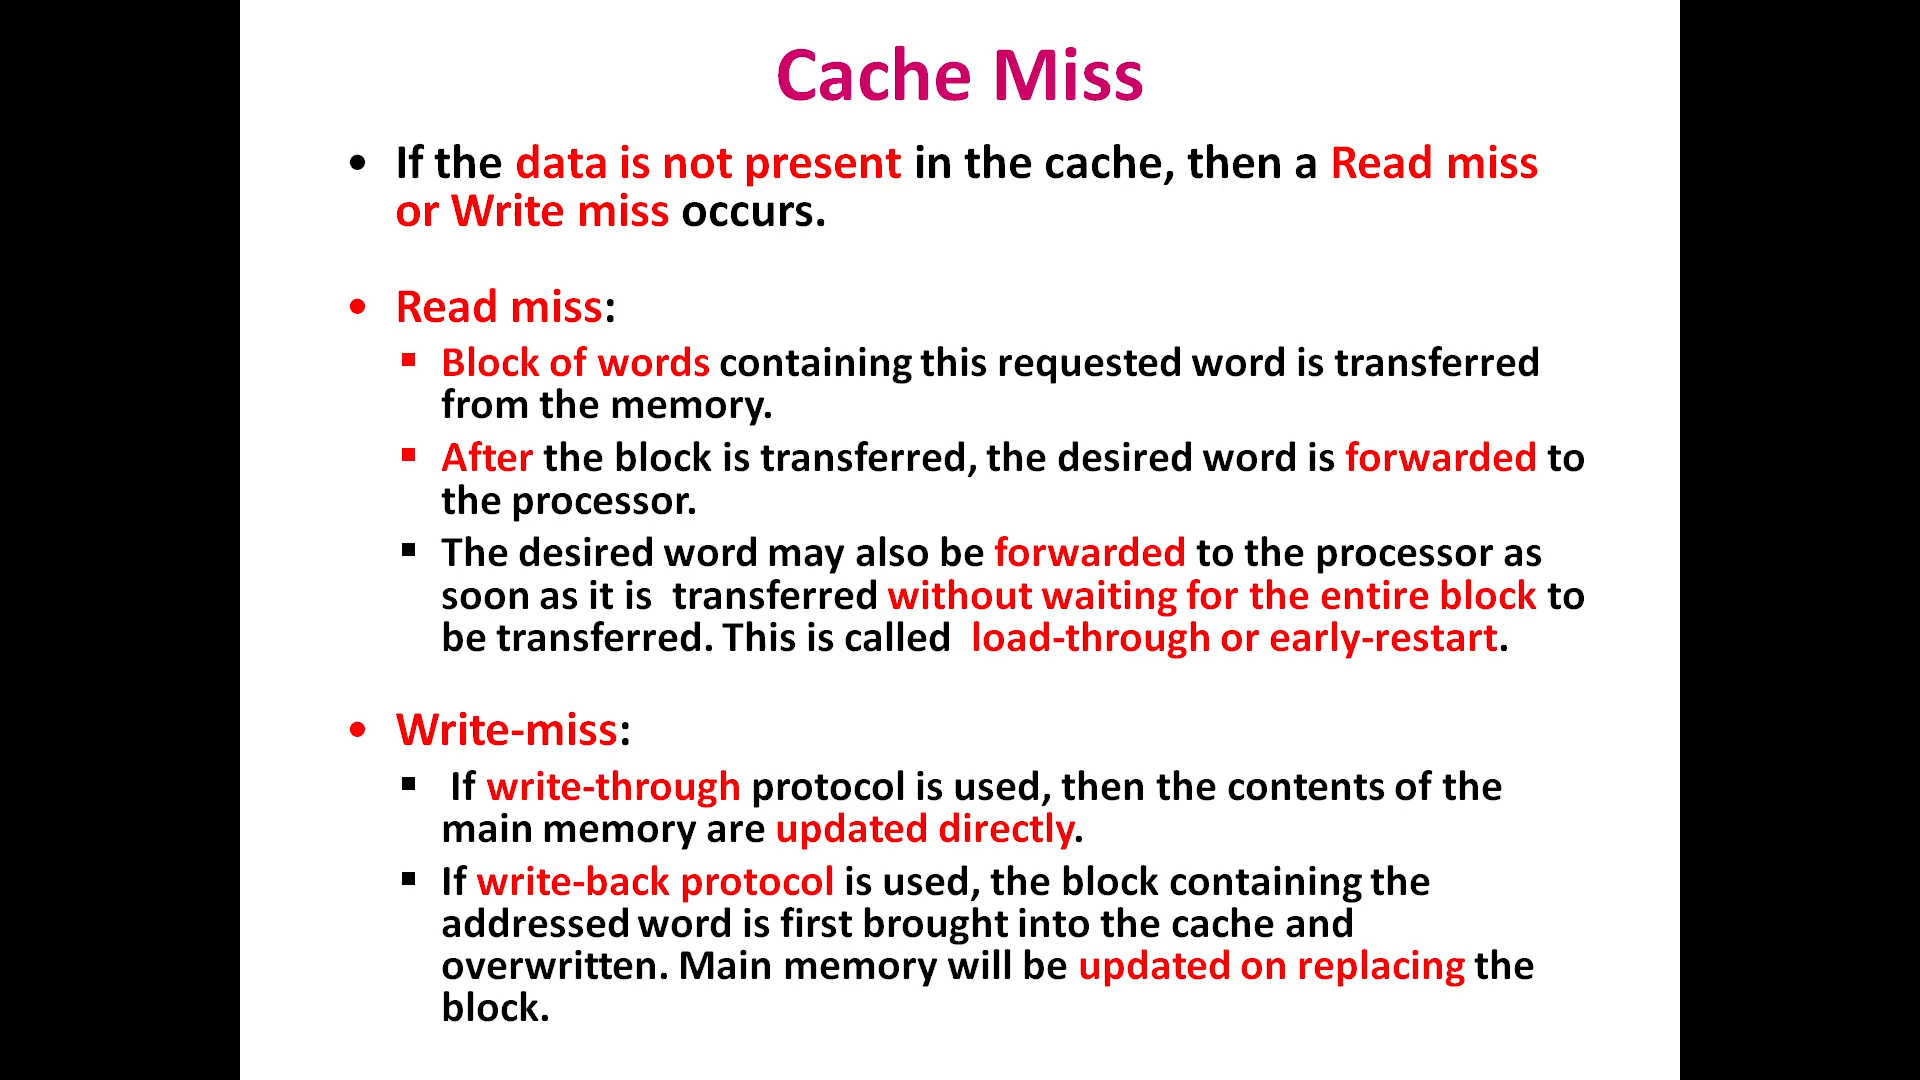 Cache Miss
• If the data is not present in the cache, then a Read miss
or Write miss occurs.
• Read miss:
▪ Block of words containing this requested word is transferred
from the memory.
▪ After the block is transferred, the desired word is forwarded to
the processor.
▪ The desired word may also be forwarded to the processor as
soon as it is transferred without waiting for the entire block to
be transferred. This is called load-through or early-restart.
• Write-miss:
▪ If write-through protocol is used, then the contents of the
main memory are updated directly.
▪ If write-back protocol is used, the block containing the
addressed word is first brought into the cache and
overwritten. Main memory will be updated on replacing the
block.